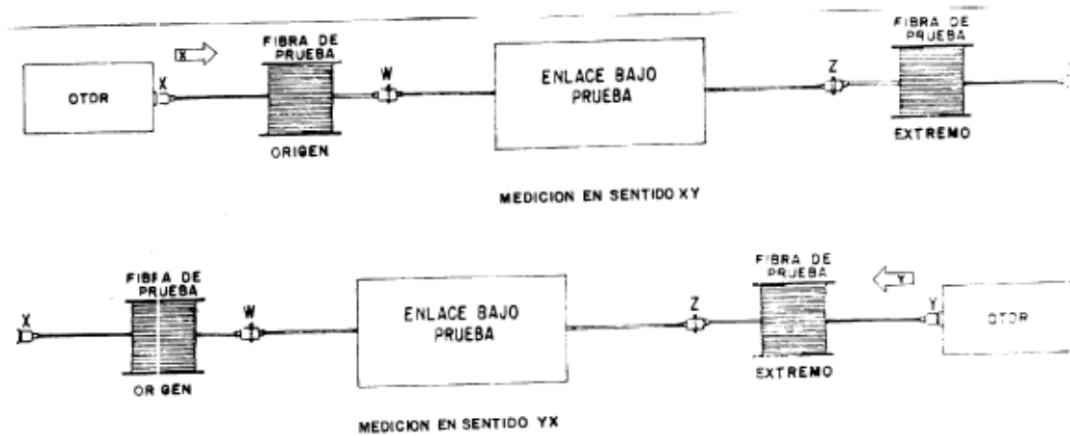 X
FIBRA DE
PRUEBA
OTDR
X
ORIGEN
W
ENLACE BAJO
PRUEBA
Z
FIBRA DE
PRUEBA
EXTREMO
MEDICION EN SENTIDO XY
X
FIBRA DE
PRUEBA
ORIGEN
W
ENLACE BAJO
PRUEBA
Z
FIBRA DE
PRUEBA
EXTREMO
Y
Y
OTDR
MEDICION EN SENTIDO YX